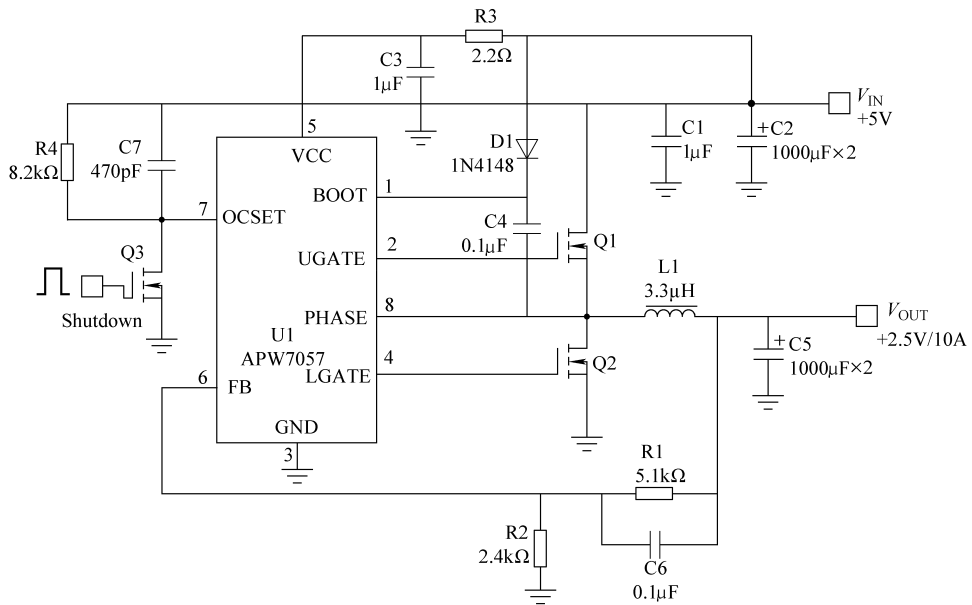 R3
2.2Ω
C3
1μF
VIN
+5V
5
VCC
R4
8.2kΩ
C7
470pF
D1
1N4148
C1
1μF
+
C2
1000μF×2
1
BOOT
7
OCSET
C4
0.1μF
2
UGATE
Q1
Q3
Shutdown
L1
3.3μH
8
PHASE
VOUT
+2.5V/10A
U1
APW7057
4
LGATE
Q2
+
C5
1000μF×2
6
FB
GND
3
R1
5.1kΩ
R2
2.4kΩ
C6
0.1μF